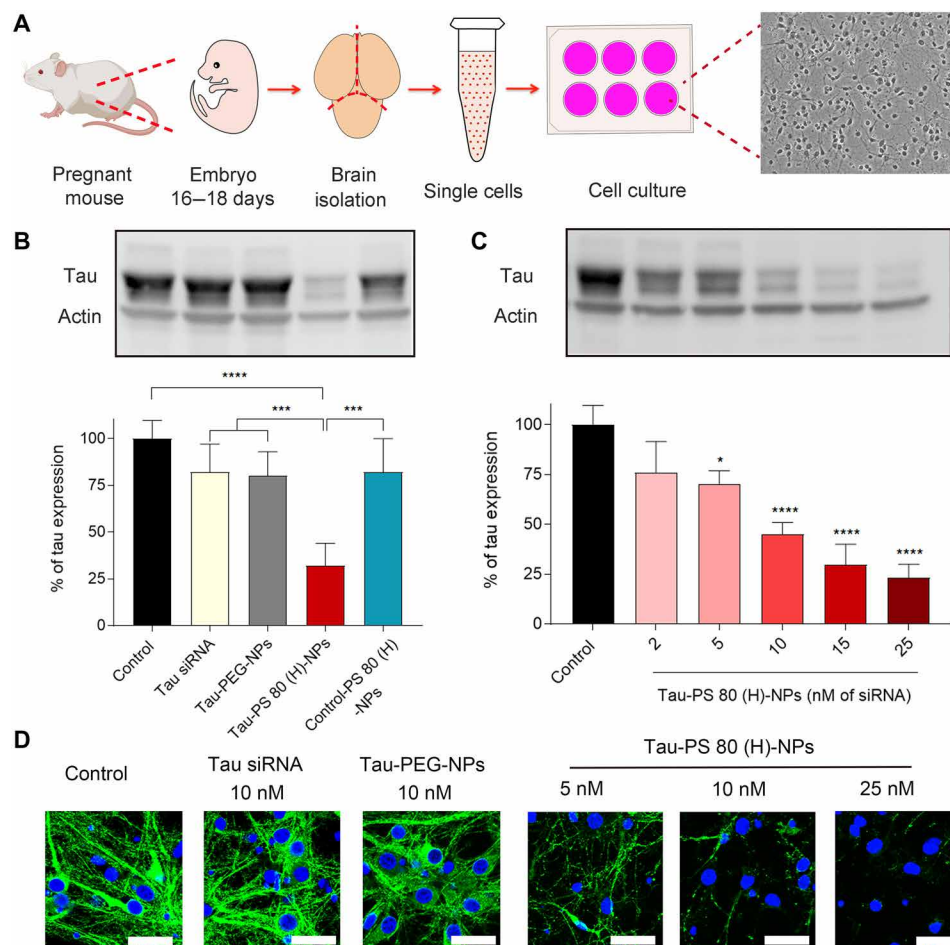 A
Pregnant
mouse
Embryo
16–18 days
Brain
isolation
Single cells
Cell culture
B
Tau
Actin
****
***
***
% of tau expression
100
75
50
25
0
Control
Tau siRNA
Tau-PEG-NPs
Tau-PS 80 (H)-NPs
Control-PS 80 (H)
-NPs
C
Tau
Actin
% of tau expression
100
75
50
25
0
*
****
****
****
Control
2
5
10
15
25
Tau-PS 80 (H)-NPs (nM of siRNA)
D
Control
Tau siRNA
10 nM
Tau-PEG-NPs
10 nM
Tau-PS 80 (H)-NPs
5 nM
10 nM
25 nM